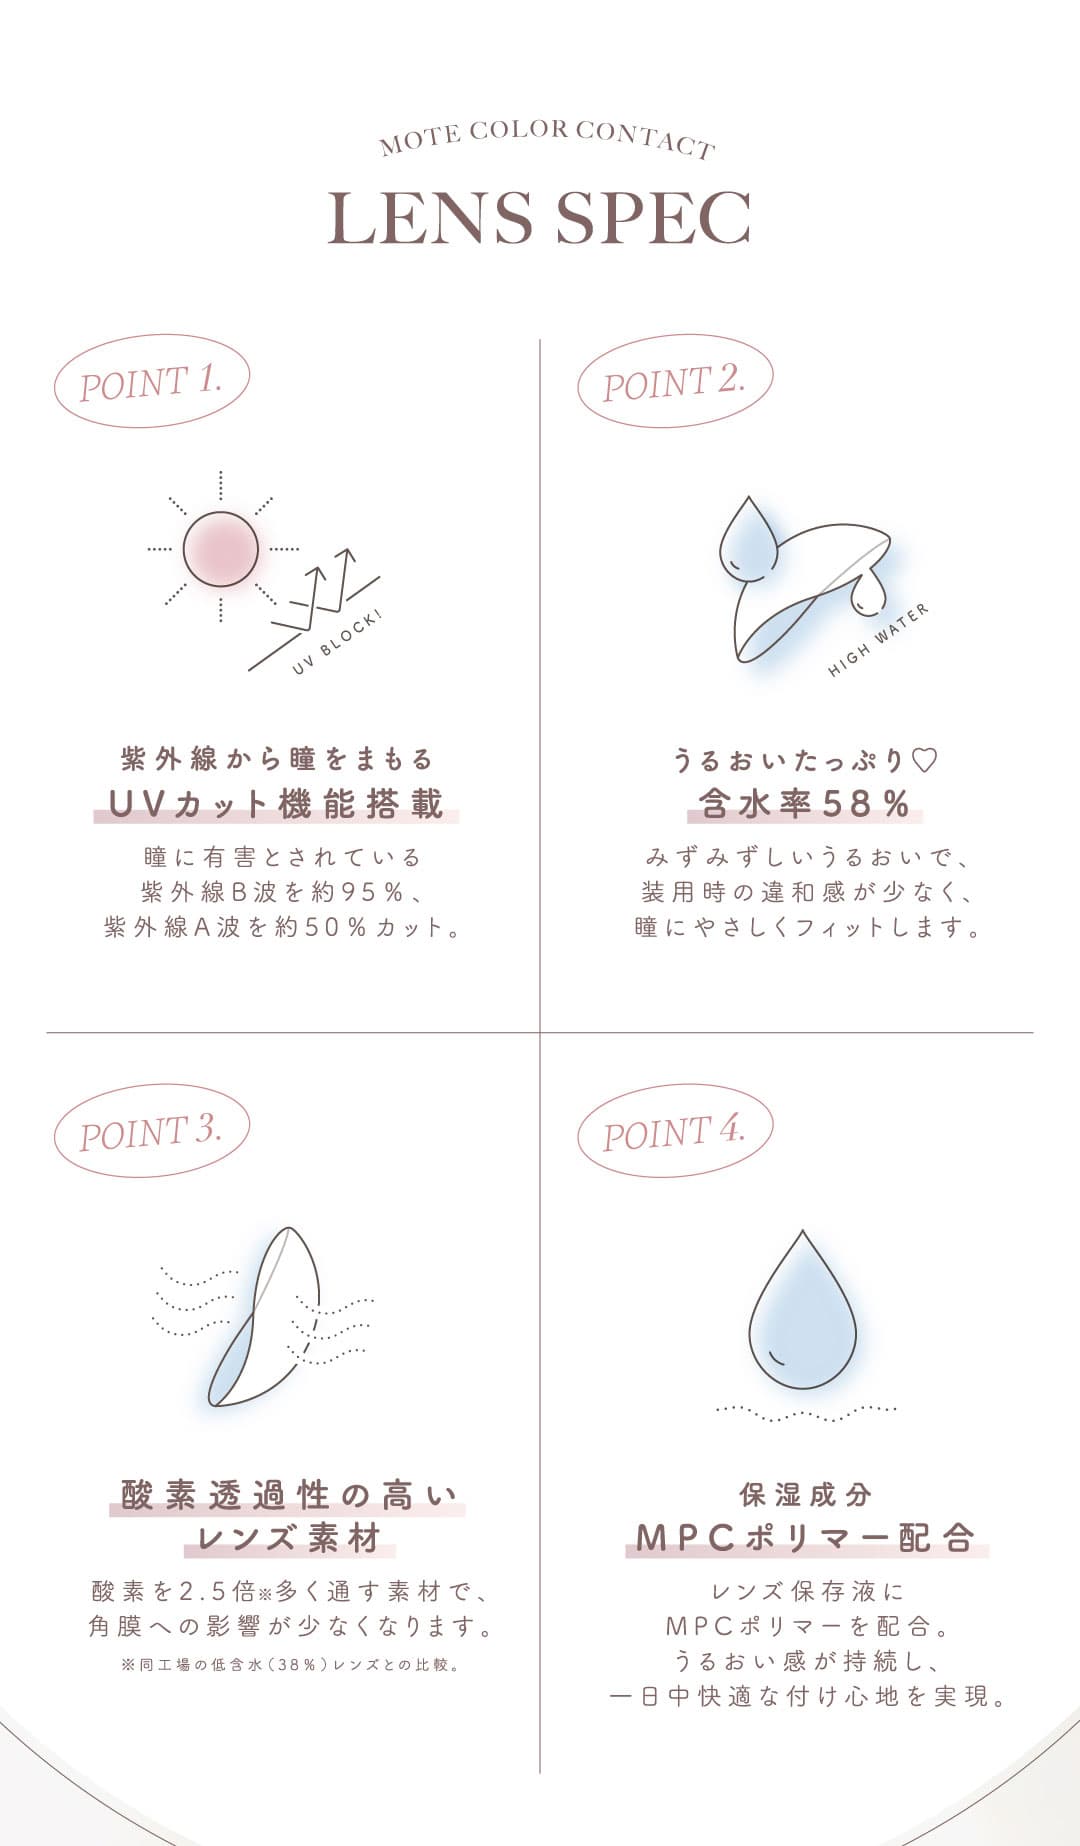 MOTE COLOR CONTACT
LENS SPEC
POINT 1.
UV BLOCK!
紫外線から瞳をまもる
UVカット機能搭載
瞳に有害とされている
紫外線B波を約95%、
紫外線A波を約50%カット。
POINT 2.
HIGH WATER
うるおいたっぷり♡
含水率58%
みずみずしいうるおいで、
装用時の違和感が少なく、
瞳にやさしくフィットします。
POINT 3.
酸素透過性の高い
レンズ素材
酸素を2.5倍※多く通す素材で、
角膜への影響が少なくなります。
※同工場の低含水(38%)レンズとの比較。
POINT 4.
保湿成分
MPCポリマー配合
レンズ保存液に
MPCポリマーを配合。
うるおい感が持続し、
一日中快適な付け心地を実現。